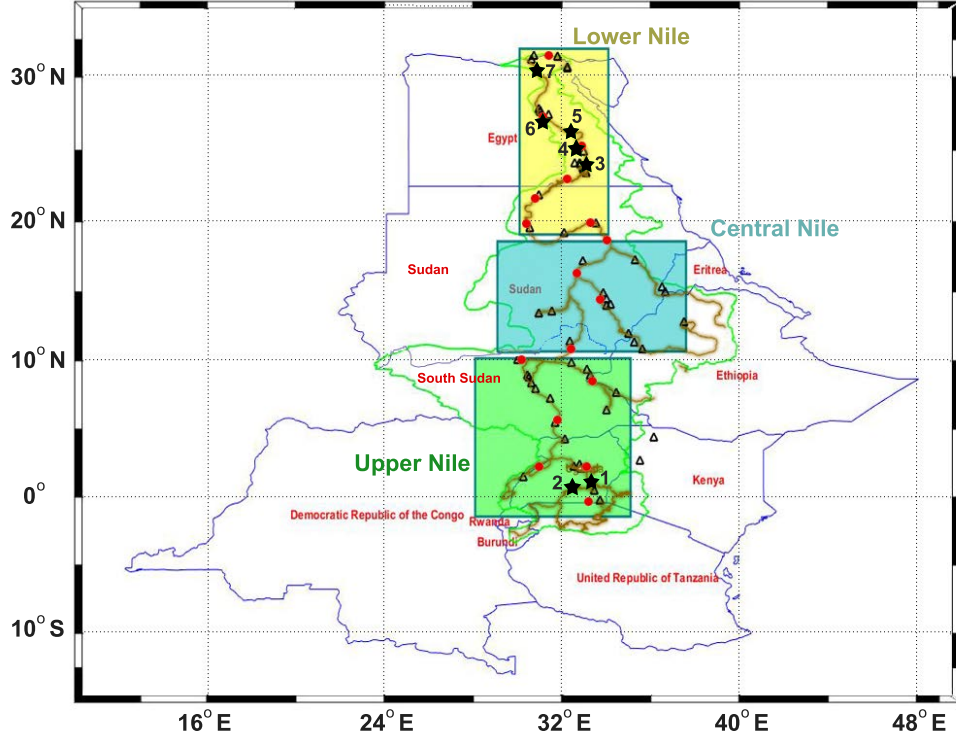 Lower Nile
30° N
7
5
6
Egypt
4
3
20° N
Central Nile
Sudan
Eritrea
Sudan
10° N
South Sudan
Ethiopia
Upper Nile
2
1
Kenya
0°
Democratic Republic of the Congo
Rwanda
Burundi
United Republic of Tanzania
10° S
16° E
24° E
32° E
40° E
48° E